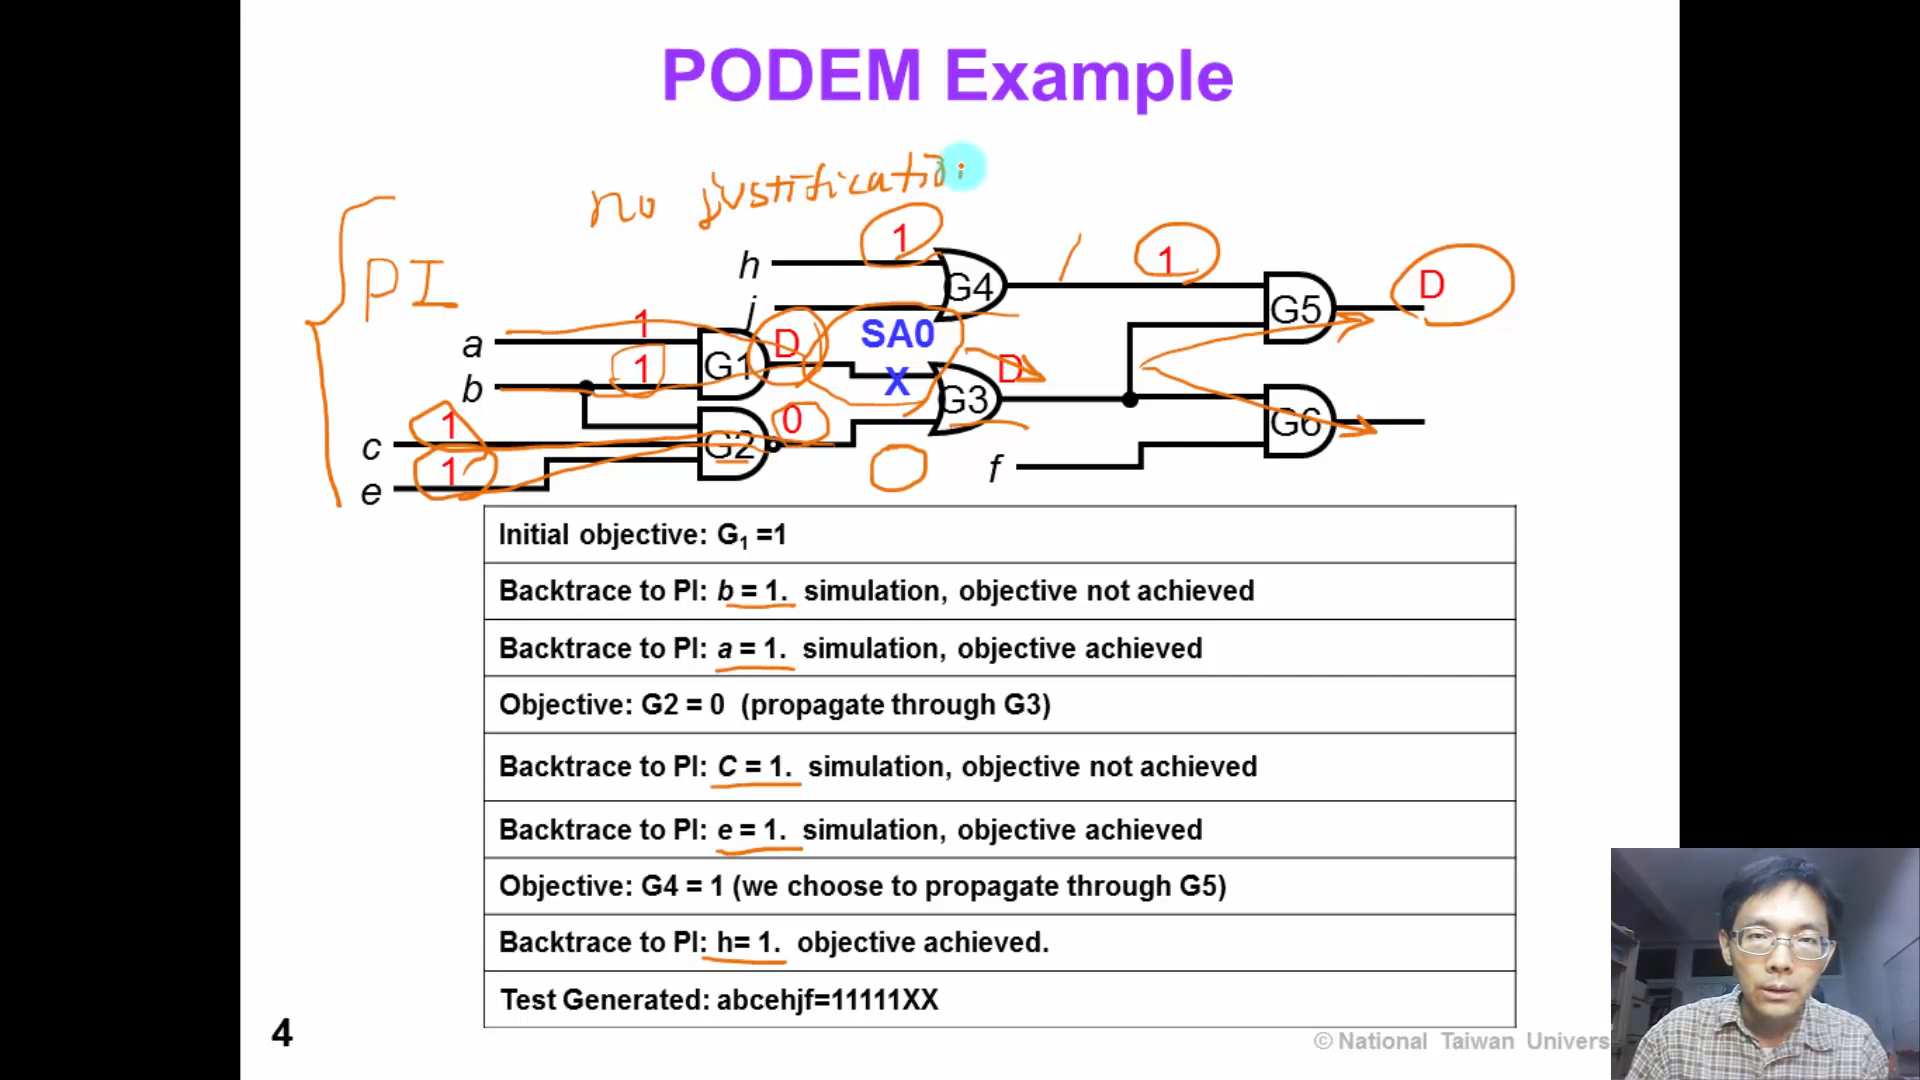 PODEM Example
no justificatio
PI
h
1
G4
1
1
G5
D
j
a
1
G1
D
SA0
b
1
X
G3
D
c
1
G2
0
0
G6
e
1
f
Initial objective: G1 =1
Backtrace to PI: b = 1. simulation, objective not achieved
Backtrace to PI: a = 1. simulation, objective achieved
Objective: G2 = 0 (propagate through G3)
Backtrace to PI: C = 1. simulation, objective not achieved
Backtrace to PI: e = 1. simulation, objective achieved
Objective: G4 = 1 (we choose to propagate through G5)
Backtrace to PI: h= 1. objective achieved.
Test Generated: abcehjf=11111XX
4
© National Taiwan Univers